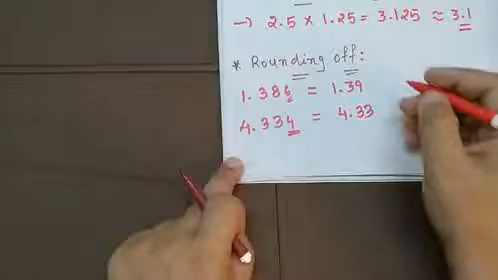 → 2.5 × 1.25 = 3.125 ≈ 3.1
* Rounding off:
1.386 = 1.39
4.334 = 4.33